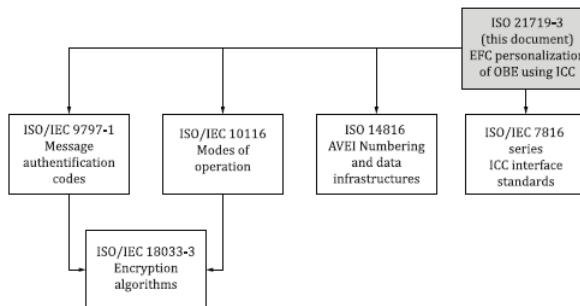 ISO 21719-3
(this document)
EFC personalization
of OBE using ICC
ISO/IEC 9797-1
Message
authentification
codes
ISO/IEC 10116
Modes of
operation
ISO 14816
AVEI Numbering
and data
infrastructures
ISO/IEC 7816
series
ICC interface
standards
ISO/IEC 18033-3
Encryption
algorithms